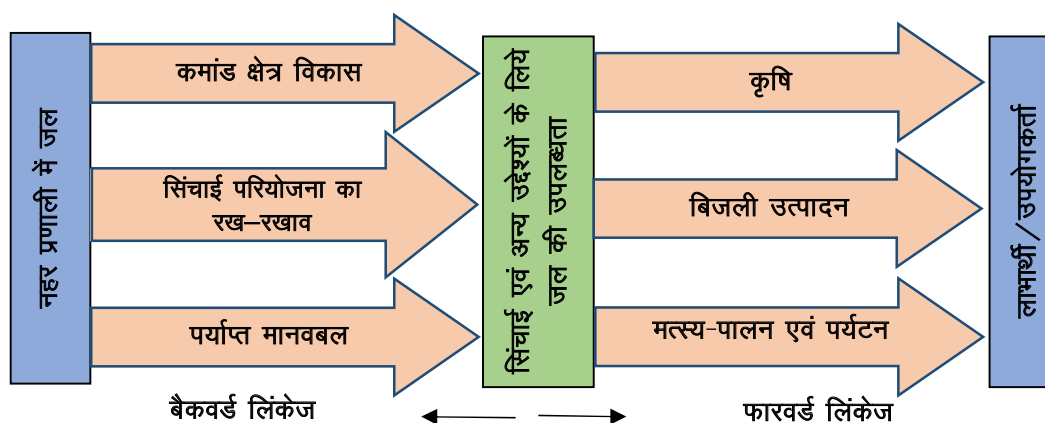 नहर प्रणाली में जल
कमांड क्षेत्र विकास
सिंचाई परियोजना का
रख–रखाव
पर्याप्त मानवबल
सिंचाई एवं अन्य उद्देश्यों के लिये
जल की उपलब्धता
कृषि
बिजली उत्पादन
मत्स्य-पालन एवं पर्यटन
लाभार्थी/उपयोगकर्ता
बैकवर्ड लिंकेज
फारवर्ड लिंकेज